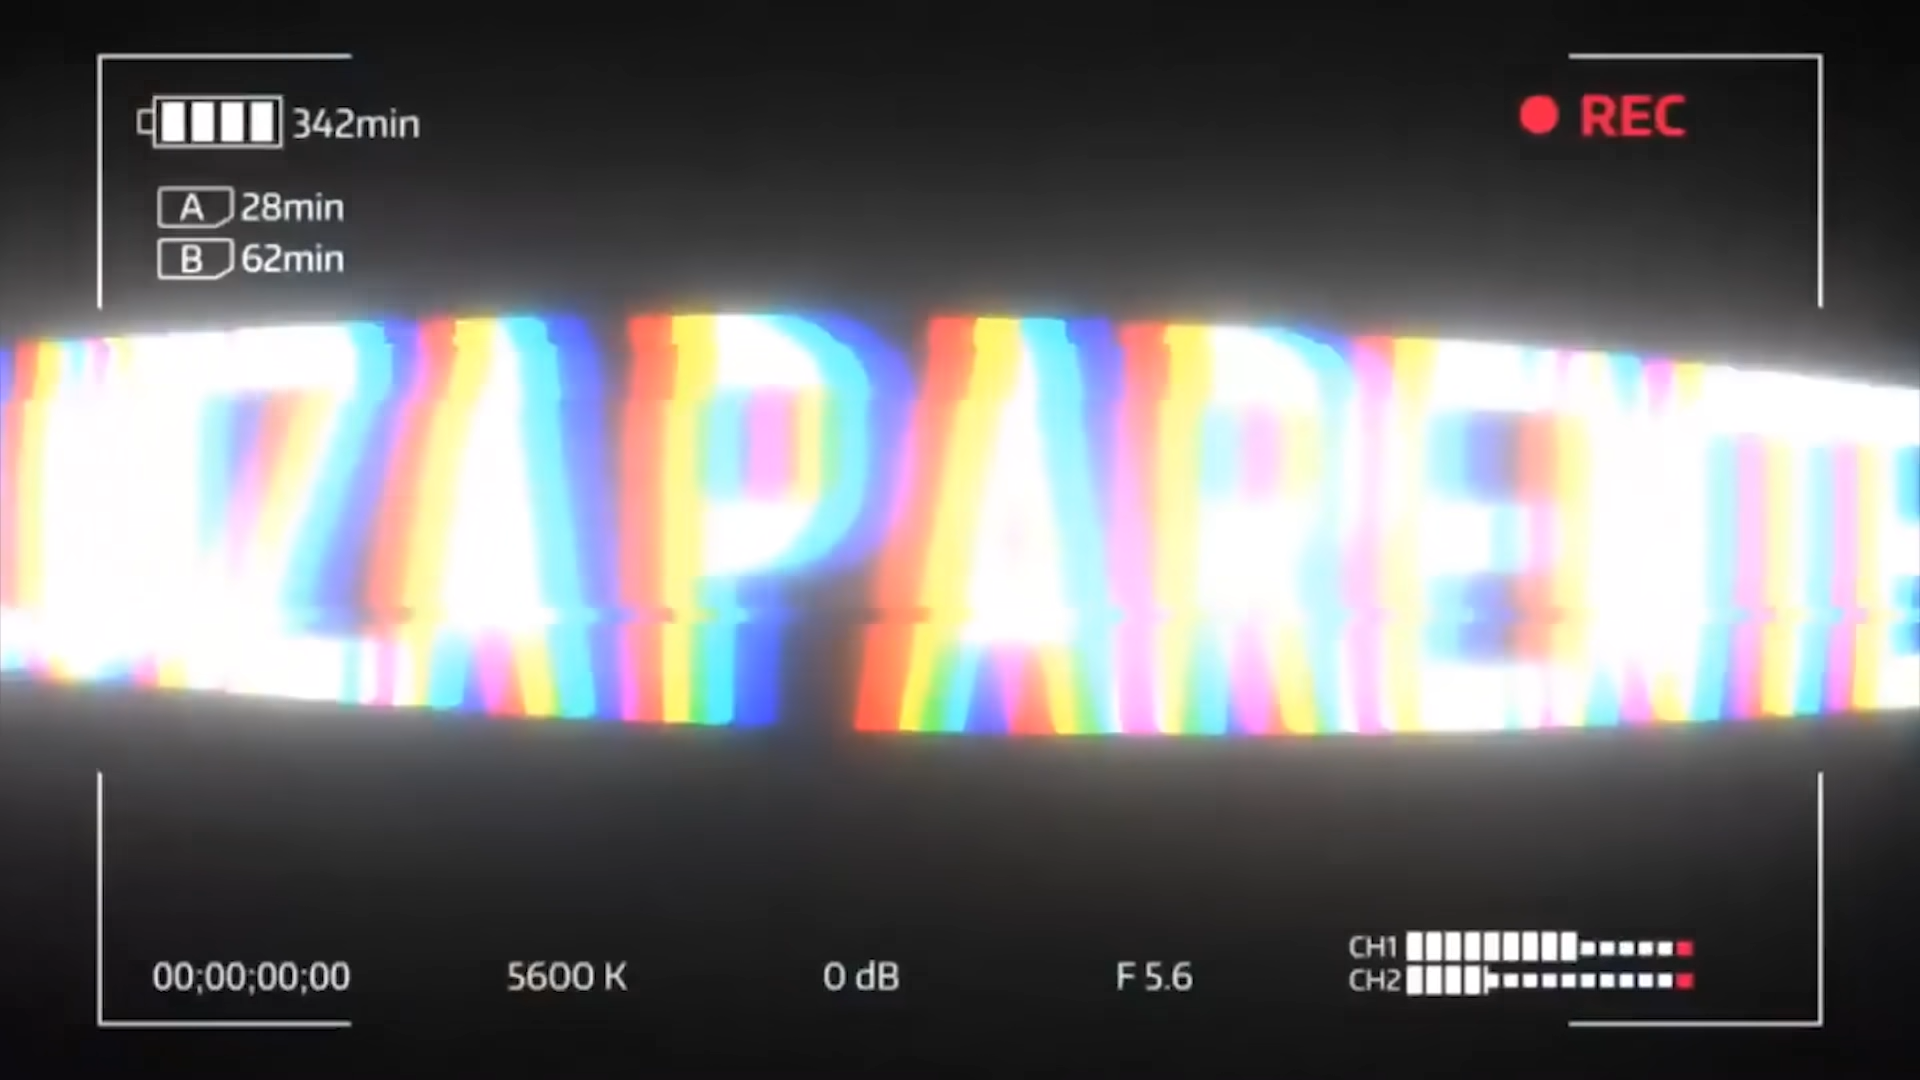 342min
REC
A 28min
B 62min
ZAPARE
00;00;00;00
5600 K
0 dB
F 5.6
CH1
CH2